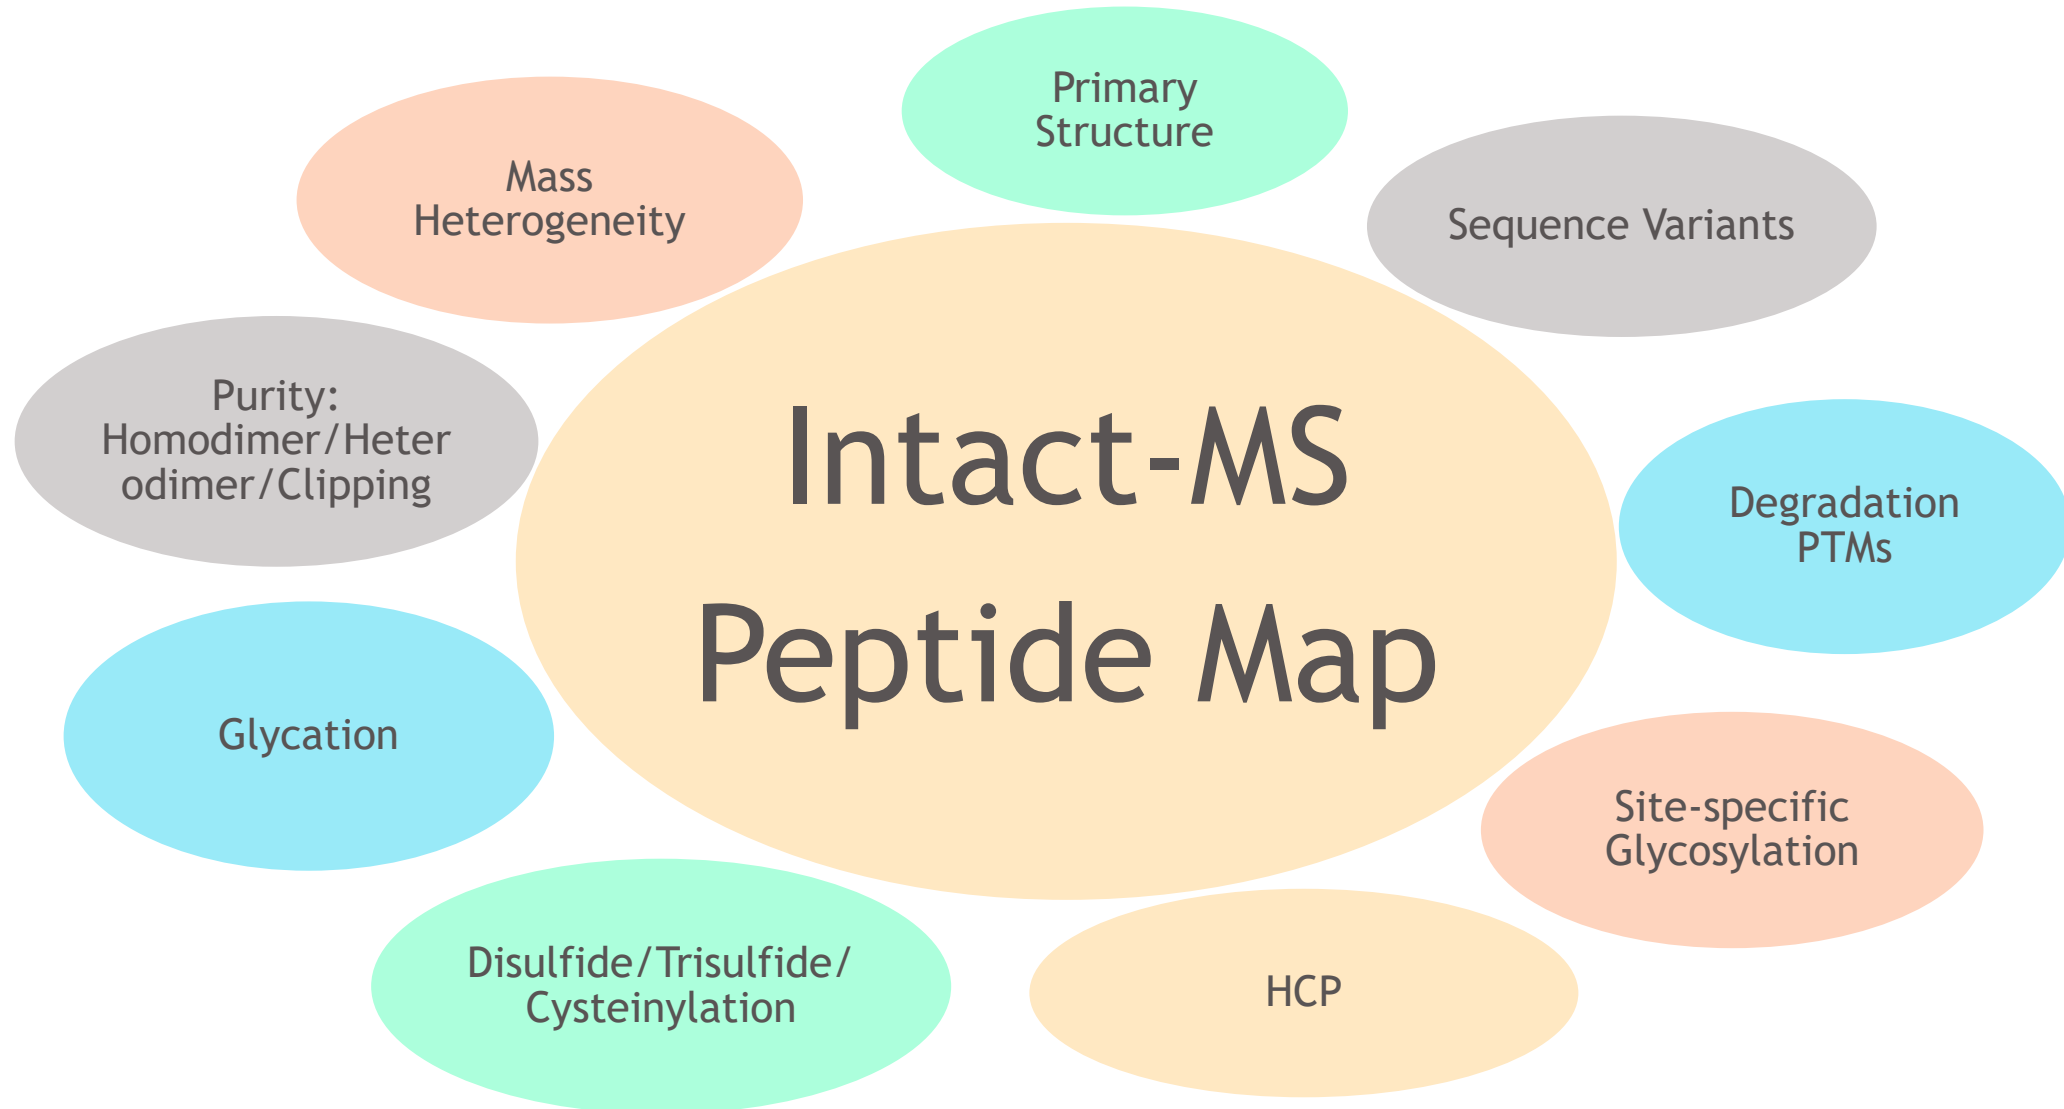 Primary
Structure
Mass
Heterogeneity
Sequence Variants
Purity:
Homodimer/Heter
odimer/Clipping
Intact-MS
Peptide Map
Degradation
PTMs
Glycation
Site-specific
Glycosylation
Disulfide/Trisulfide/
Cysteinylation
HCP